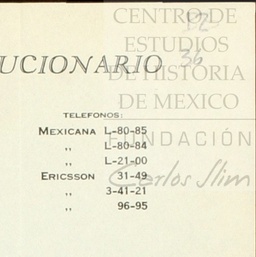 CENTRO DE
ESTUDIOS
UCIONARIO
DE HISTORIA
DE MEXICO
TELEFONOS:
MEXICANA L-80-85
,, L-80-84
,, L-21-00
ERICSSON 31-49
,, 3-41-21
,, 96-95
FUNDACIÓN
Carlos Slim